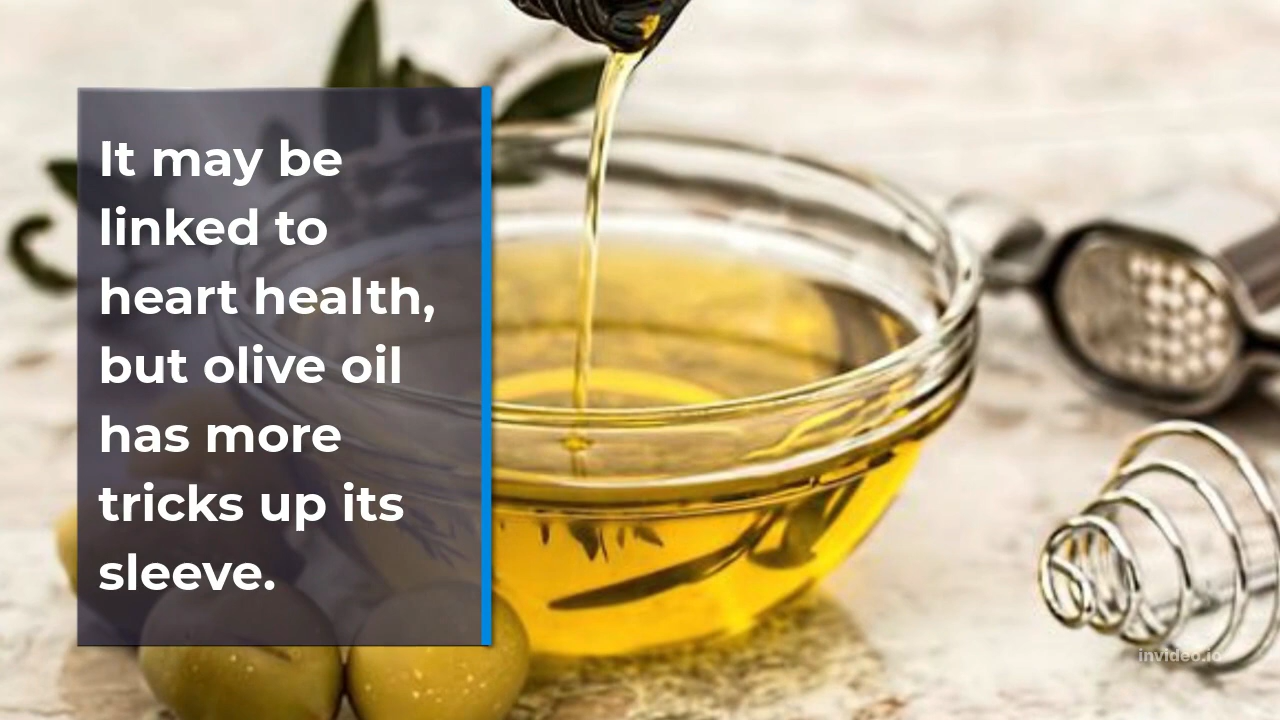 It may be
linked to
heart health,
but olive oil
has more
tricks up its
sleeve.
invideo.io